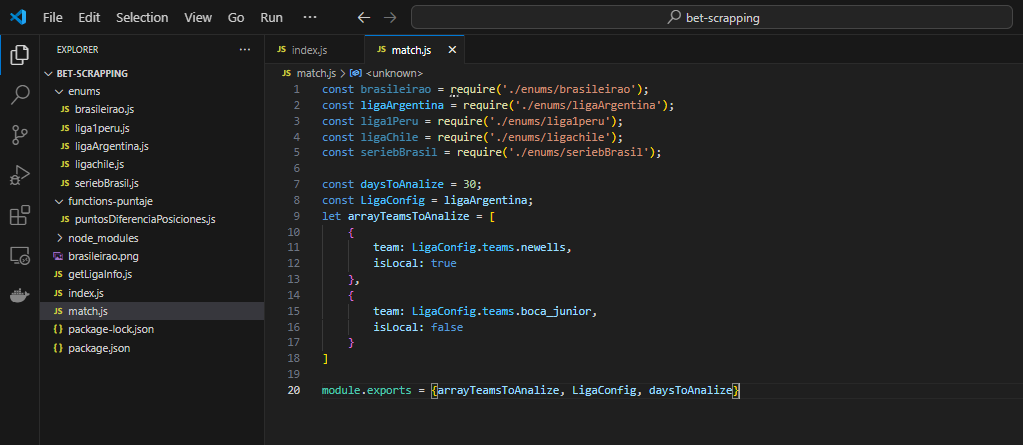 File Edit Selection View Go Run ··· bet-scrapping
EXPLORER ···
BET-SCRAPPING
enums
JS brasileirao.js
JS liga1peru.js
JS ligaArgentina.js
JS ligachile.js
JS seriebBrasil.js
functions-puntaje
JS puntosDiferenciaPosiciones.js
node_modules
brasileirao.png
JS getLigaInfo.js
JS index.js
JS match.js
{} package-lock.json
{} package.json
JS index.js JS match.js
JS match.js > <unknown>
1 const brasileirao = require('./enums/brasileirao');
2 const ligaArgentina = require('./enums/ligaArgentina');
3 const liga1Peru = require('./enums/liga1peru');
4 const ligaChile = require('./enums/ligachile');
5 const seriebBrasil = require('./enums/seriebBrasil');
6
7 const daysToAnalize = 30;
8 const LigaConfig = ligaArgentina;
9 let arrayTeamsToAnalize = [
10 {
11 team: LigaConfig.teams.newells,
12 isLocal: true
13 },
14 {
15 team: LigaConfig.teams.boca_junior,
16 isLocal: false
17 }
18 ]
19
20 module.exports = {arrayTeamsToAnalize, LigaConfig, daysToAnalize}